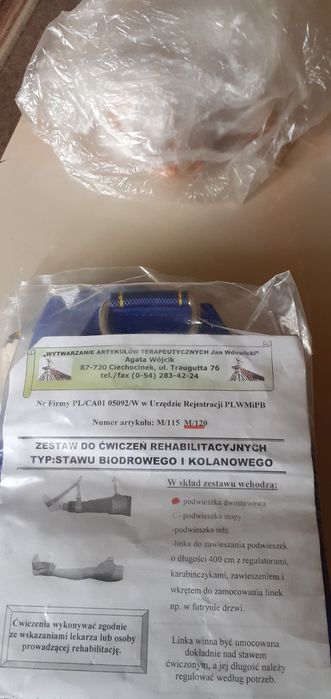 "WYTWARZANIE ARTYKUŁÓW TERAPEUTYCZNYCH Jan Wdowicki"
Agata Wójcik
87-720 Ciechocinek, ul. Traugutta 76
tel./fax (0-54) 283-42-24
Nr Firmy PL/CA01 05092/W w Urzędzie Rejestracji PLWMiPB
Numer artykułu: M/115 M/120
ZESTAW DO ĆWICZEŃ REHABILITACYJNYCH
TYP:STAWU BIODROWEGO I KOLANOWEGO
W skład zestawu wchodzą:
podwieszka dwustawowa
- podwieszka stopy
-podwieszka uda
-linka do zawieszania podwieszek
o długości 400 cm z regulatorami,
karabińczykami, zawieszeniem i
wkrętem do zamocowania linek
np. w futrynie drzwi.
Ćwiczenia wykonywać zgodnie
ze wskazaniami lekarza lub osoby
prowadzącej rehabilitację.
Linka winna być umocowana
dokładnie nad stawem
ćwiczonym, a jej długość należy
regulować według potrzeb.